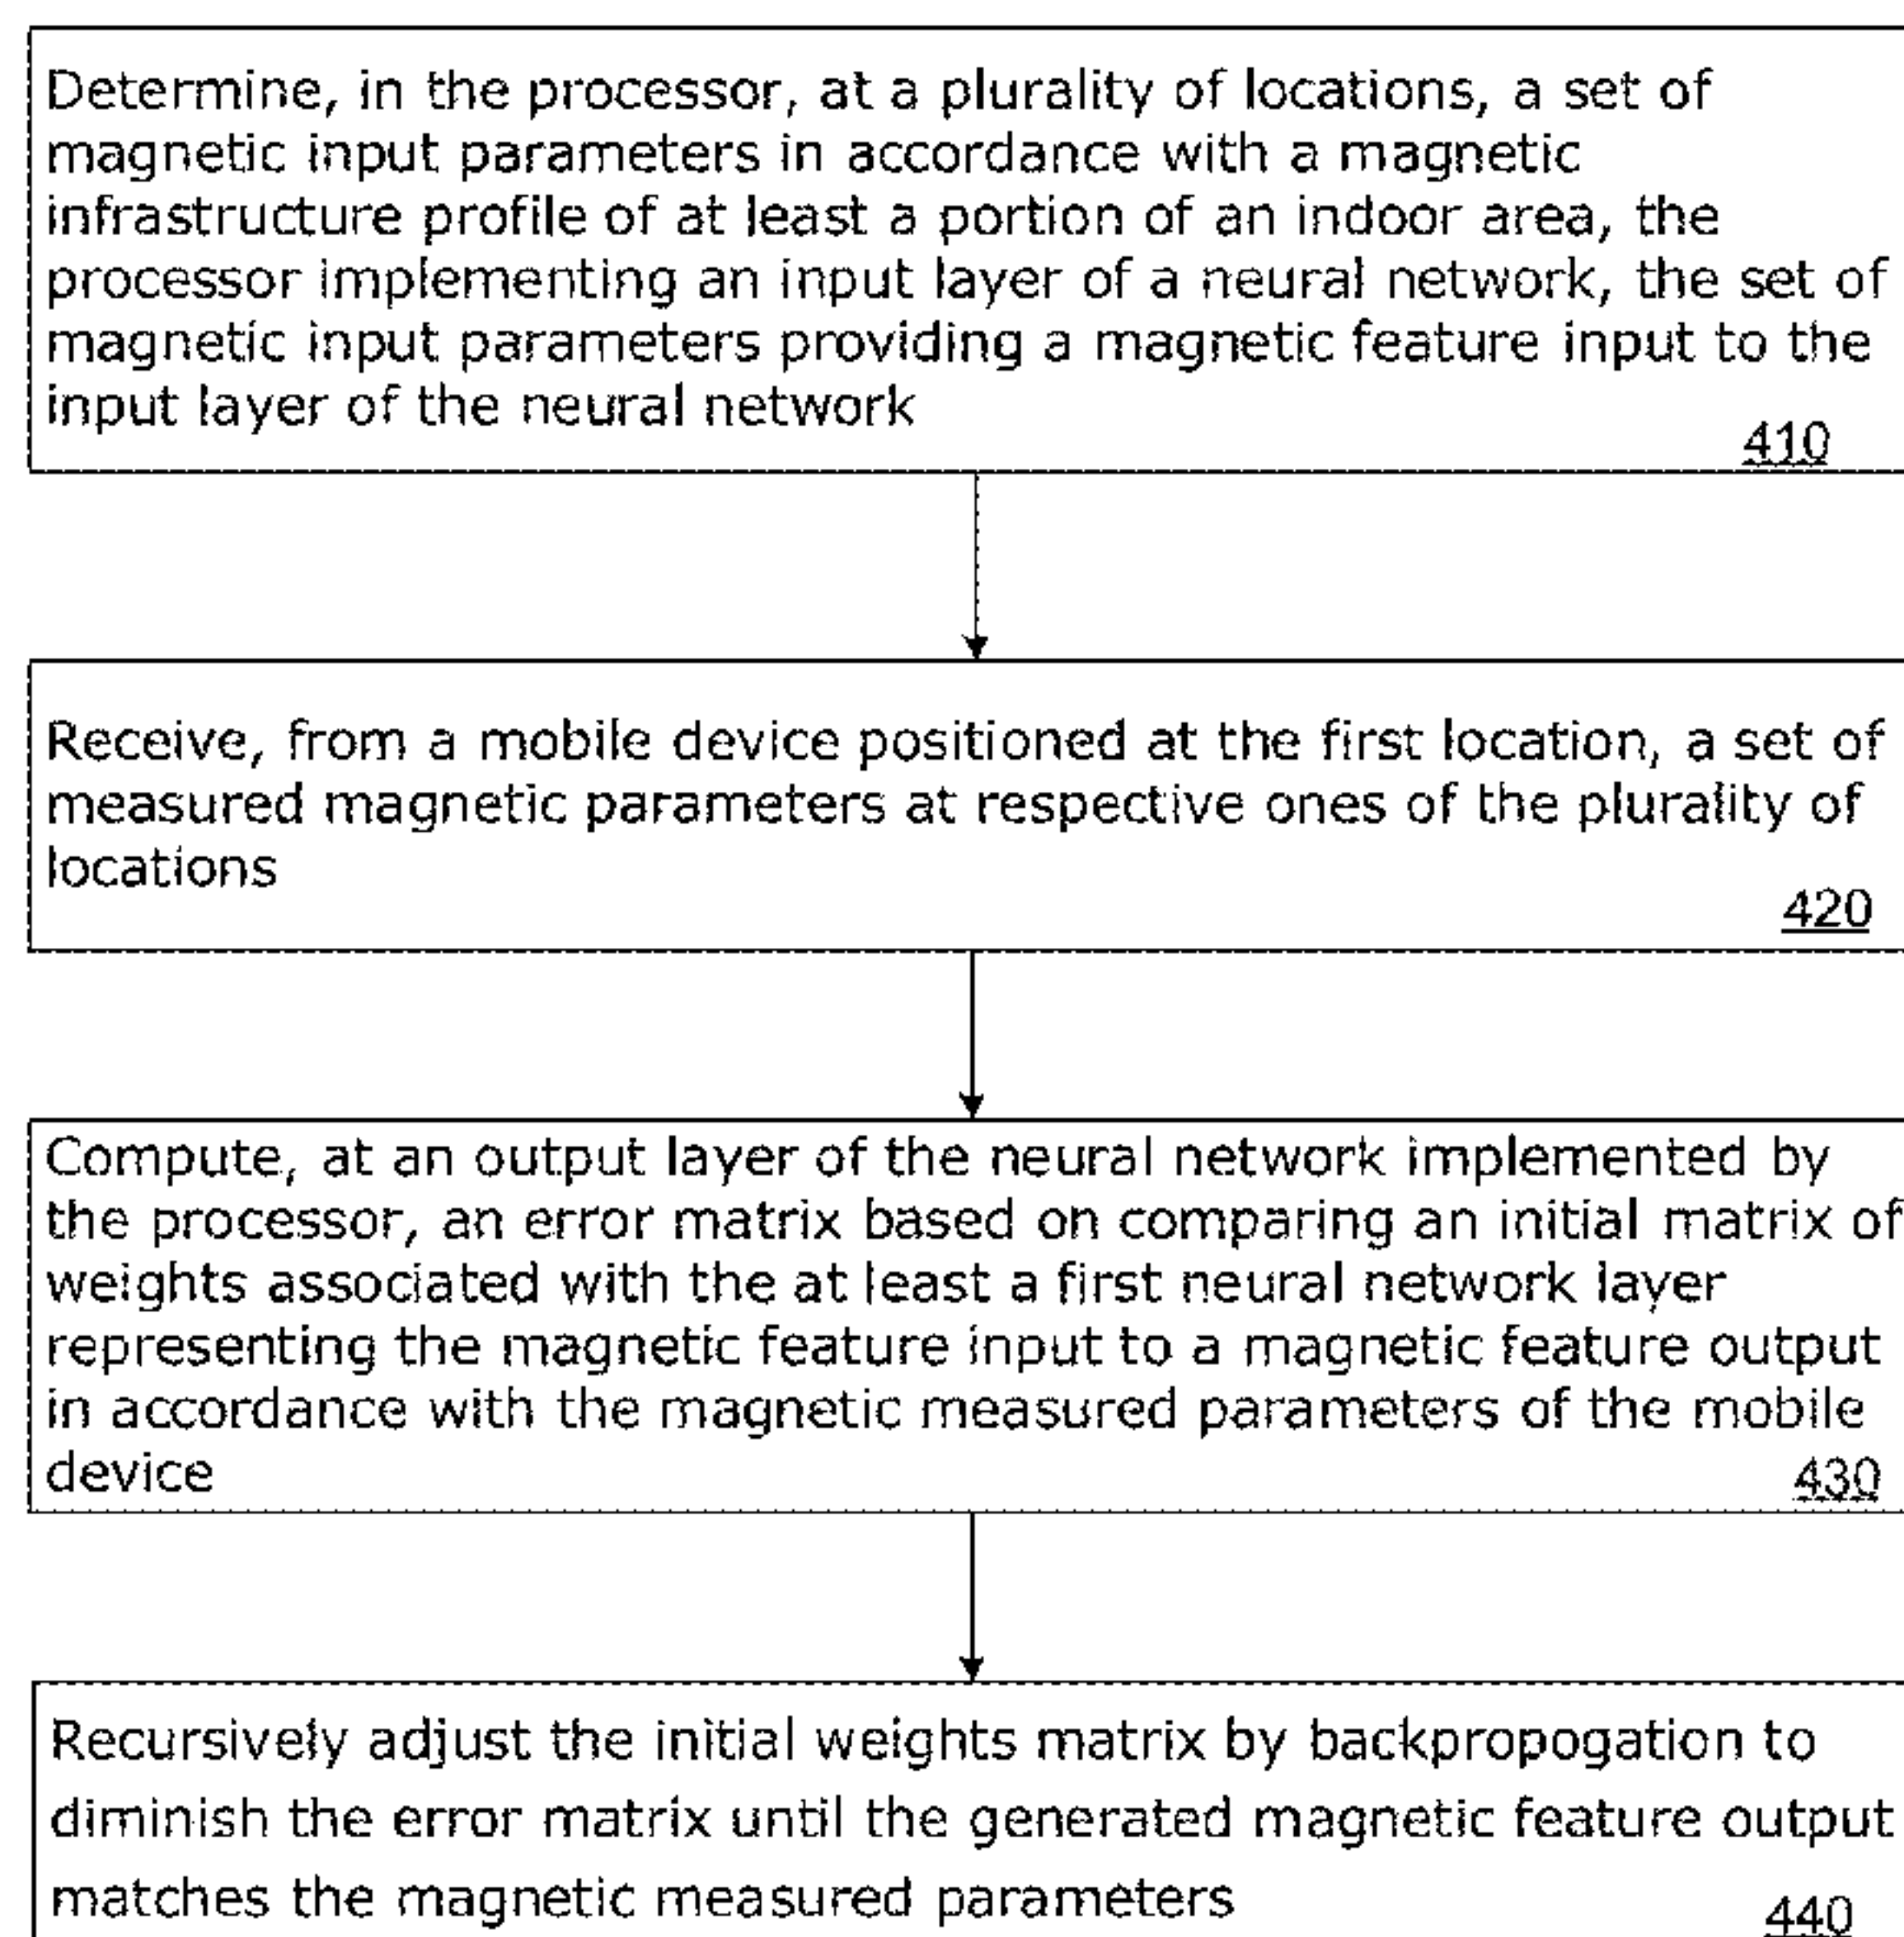 Determine, in the processor, at a plurality of locations, a set of
magnetic input parameters in accordance with a magnetic
infrastructure profile of at least a portion of an indoor area, the
processor implementing an input layer of a neural network, the set of
magnetic input parameters providing a magnetic feature input to the
input layer of the neural network
410
Receive, from a mobile device positioned at the first location, a set of
measured magnetic parameters at respective ones of the plurality of
locations
420
Compute, at an output layer of the neural network implemented by
the processor, an error matrix based on comparing an initial matrix of
weights associated with the at least a first neural network layer
representing the magnetic feature input to a magnetic feature output
in accordance with the magnetic measured parameters of the mobile
device
430
Recursively adjust the initial weights matrix by backpropogation to
diminish the error matrix until the generated magnetic feature output
matches the magnetic measured parameters
440